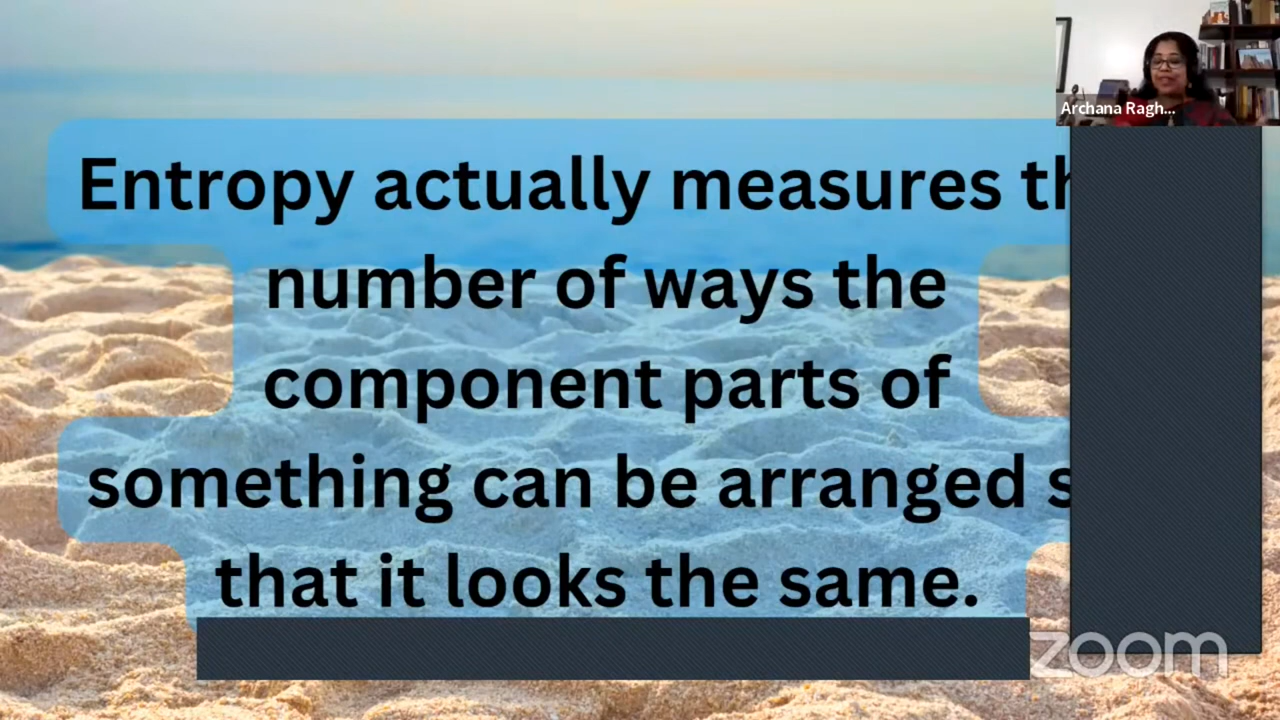 Archana Ragh...
Entropy actually measures th
number of ways the
component parts of
something can be arranged s
that it looks the same.
zoom